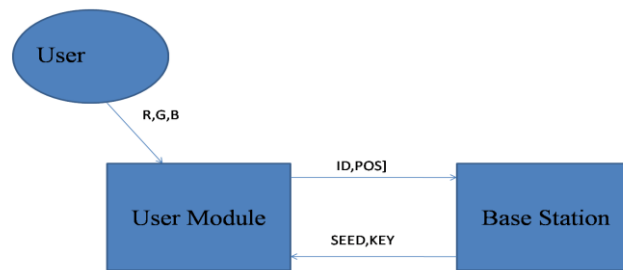 User
R,G,B
ID,POS]
User Module
Base Station
SEED,KEY